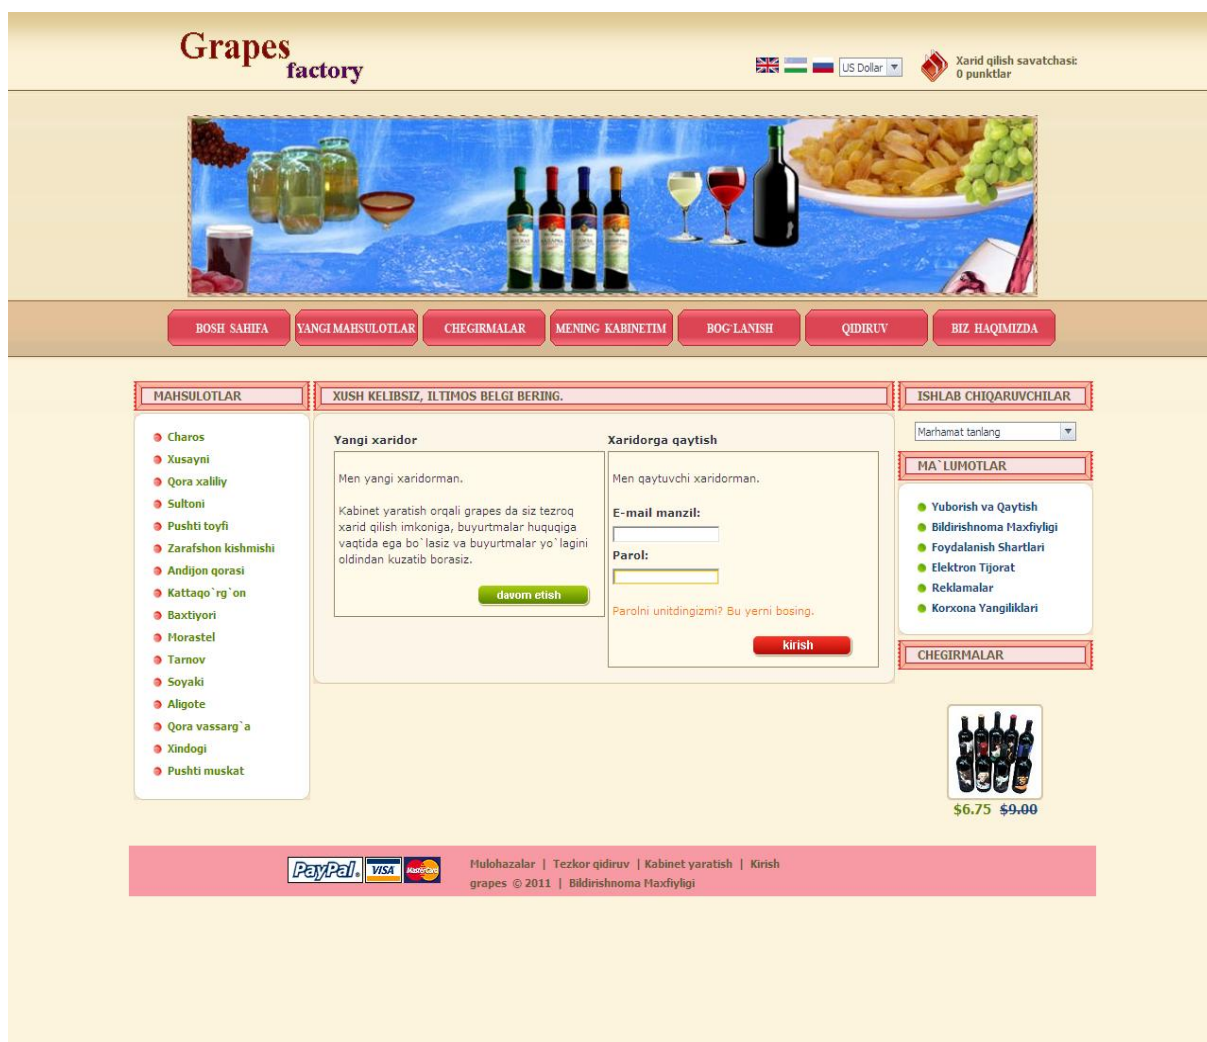 Grapes
factory
US Dollar
Xarid qilish savatchasi:
0 punktlar
BOSH SAHIFA
YANGI MAHSULOTLAR
CHEGIRMALAR
MENING KABINETIM
BOG`LANISH
QIDIRUV
BIZ HAQIMIZDA
MAHSULOTLAR
Charos
Xusayni
Qora xaliliy
Sultoni
Pushti toyfi
Zarafshon kishmishi
Andijon qorasi
Kattaqo`rg`on
Baxtiyori
Morastel
Tarnov
Soyaki
Aligote
Qora vassarg`a
Xindogi
Pushti muskat
XUSH KELIBSIZ, ILTIMOS BELGI BERING.
Yangi xaridor
Men yangi xaridorman.
Kabinet yaratish orqali grapes da siz tezroq
xarid qilish imkoniga, buyurtmalar huquqiga
vaqtida ega bo`lasiz va buyurtmalar yo`lagini
oldindan kuzatib borasiz.
davom etish
Xaridorga qaytish
Men qaytuvchi xaridorman.
E-mail manzil:
Parol:
Parolni unitdingizmi? Bu yerni bosing.
kirish
ISHLAB CHIQARUVCHILAR
Marhamat tanlang
MA`LUMOTLAR
Yuborish va Qaytish
Bildirishnoma Maxfiyligi
Foydalanish Shartlari
Elektron Tijorat
Reklamalar
Korxona Yangiliklari
CHEGIRMALAR
$6.75 $9.00
PayPal VISA MasterCard
Mulohazalar | Tezkor qidiruv | Kabinet yaratish | Kirish
grapes © 2011 | Bildirishnoma Maxfiyligi